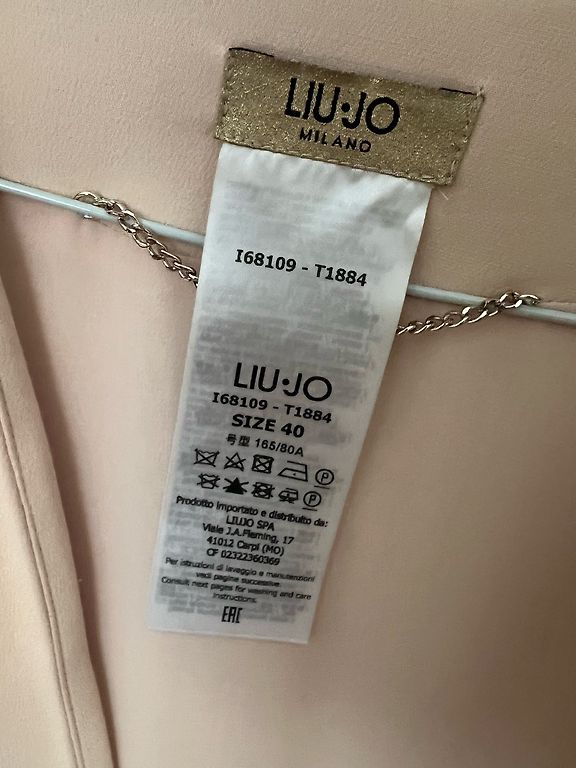 LIU·JO
MILANO
I68109 - T1884
LIU·JO
I68109 - T1884
SIZE 40
号型 165/80A
P
P
Prodotto importato e distribuito da:
LIUJO SPA
Viale J.A.Fleming, 17
41012 Carpi (MO)
CF 02322360369
Per istruzioni di lavaggio e manutenzioni
vedi pagine successive.
Consult next pages for washing and care
instructions.
EAC